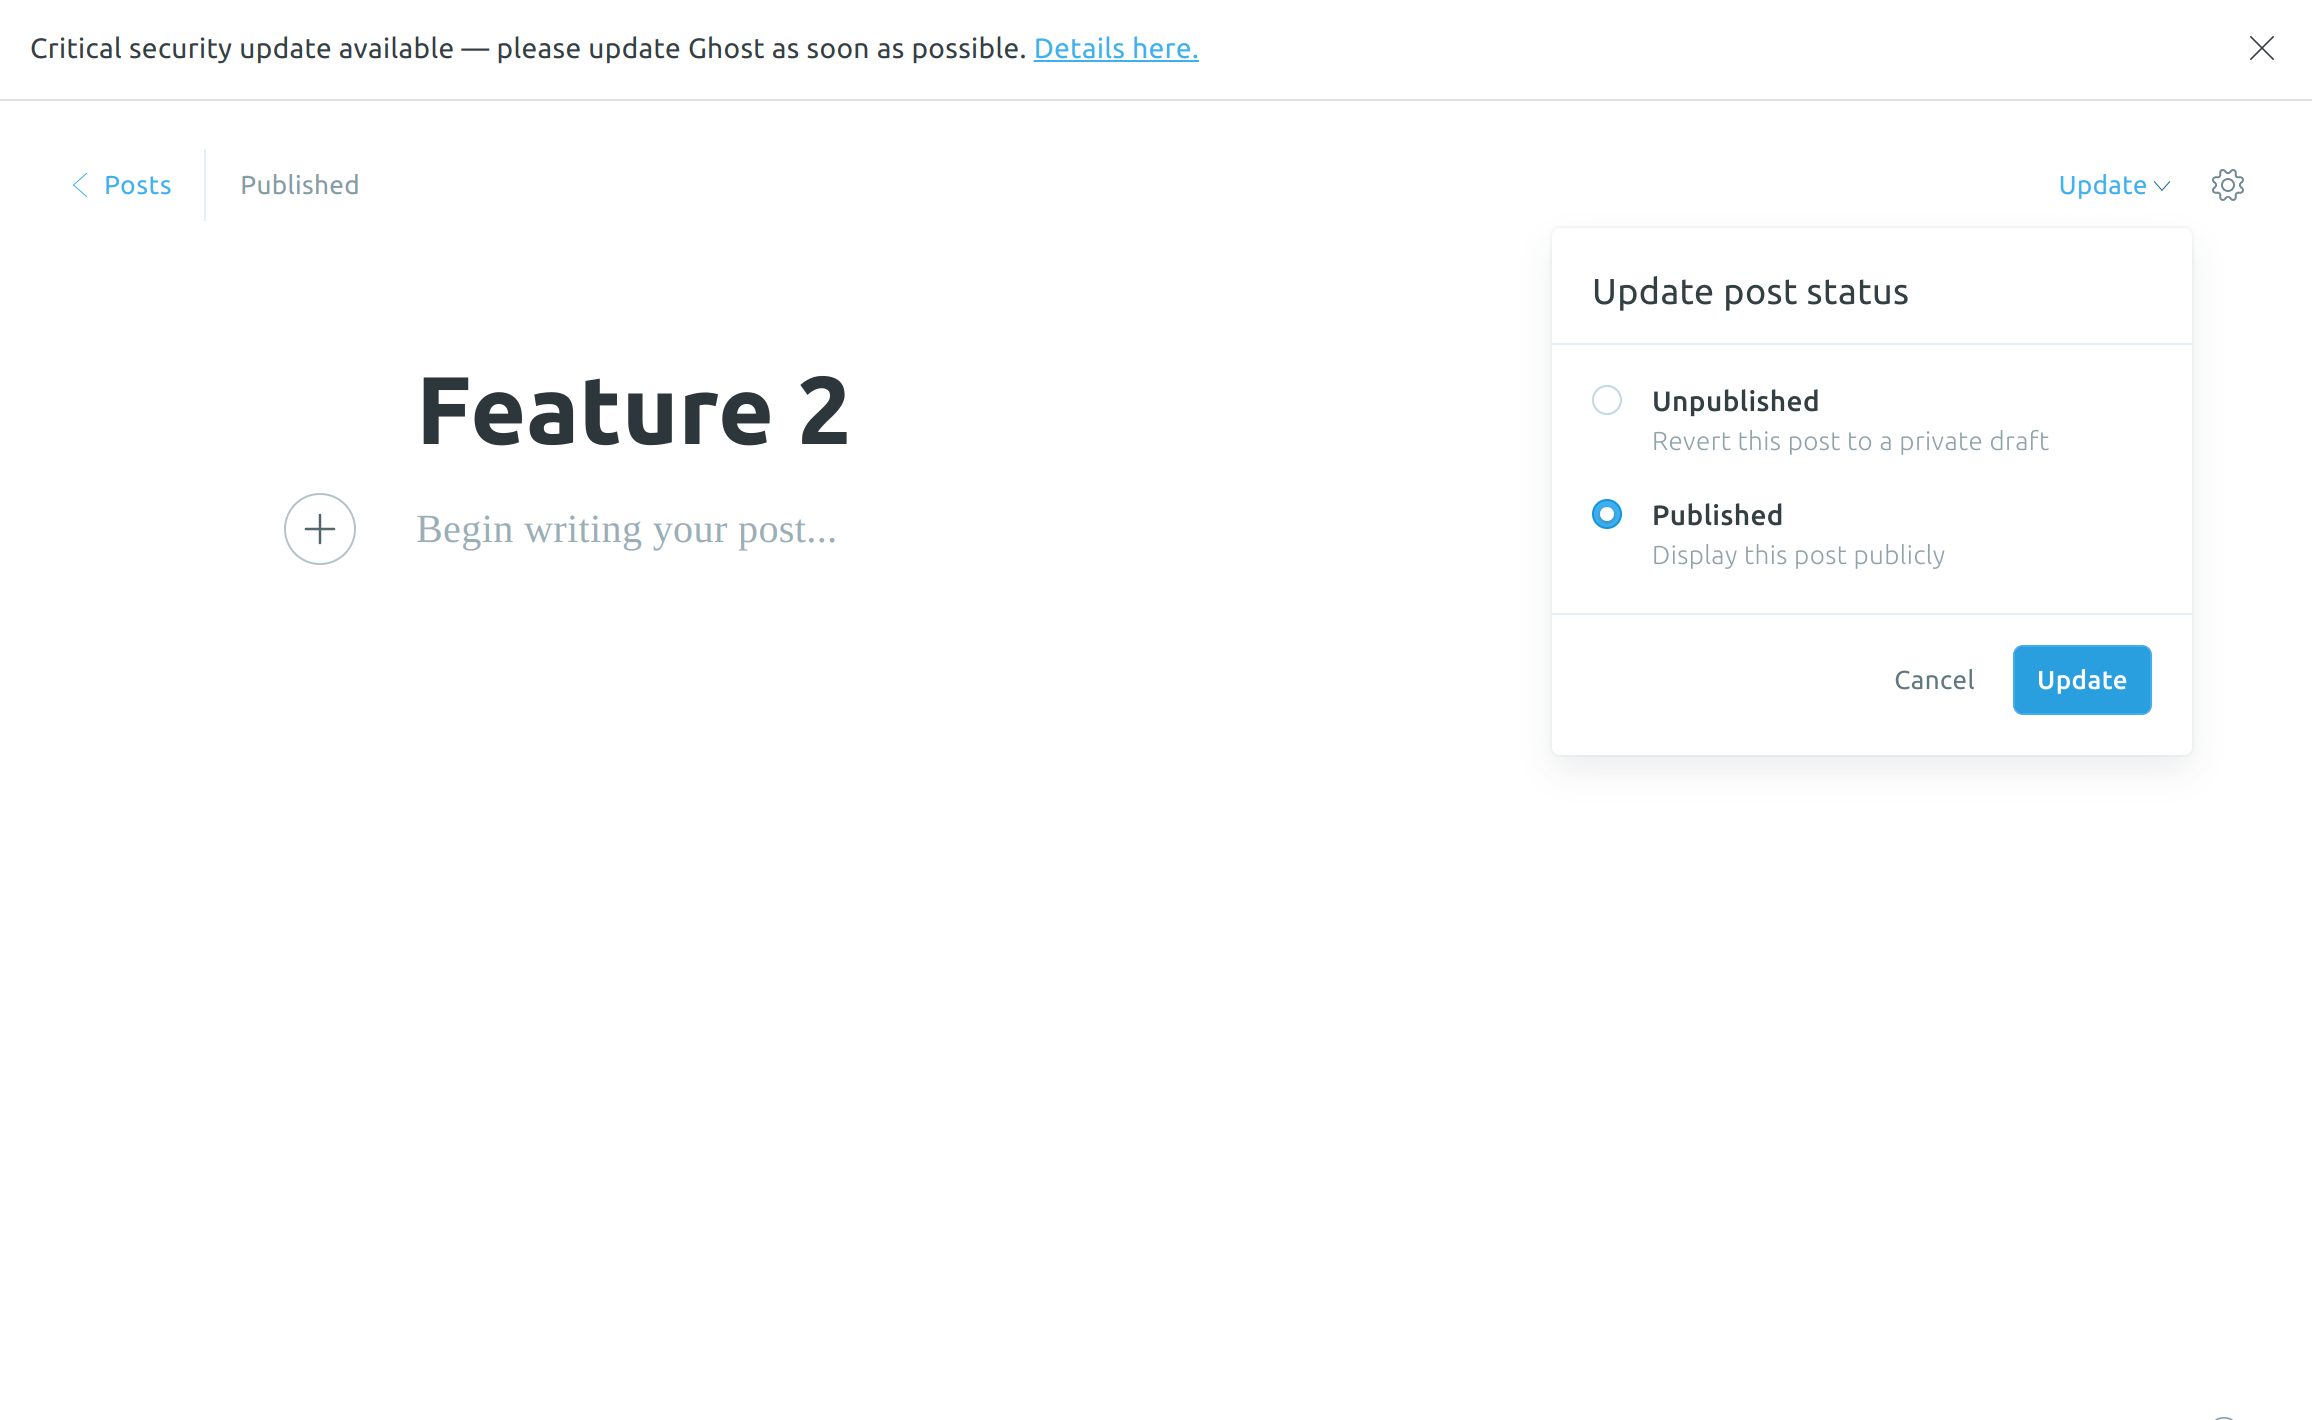 Critical security update available — please update Ghost as soon as possible. Details here.
Posts
Published
Update
Update post status
Feature 2
Unpublished
Revert this post to a private draft
Begin writing your post...
Published
Display this post publicly
Cancel
Update